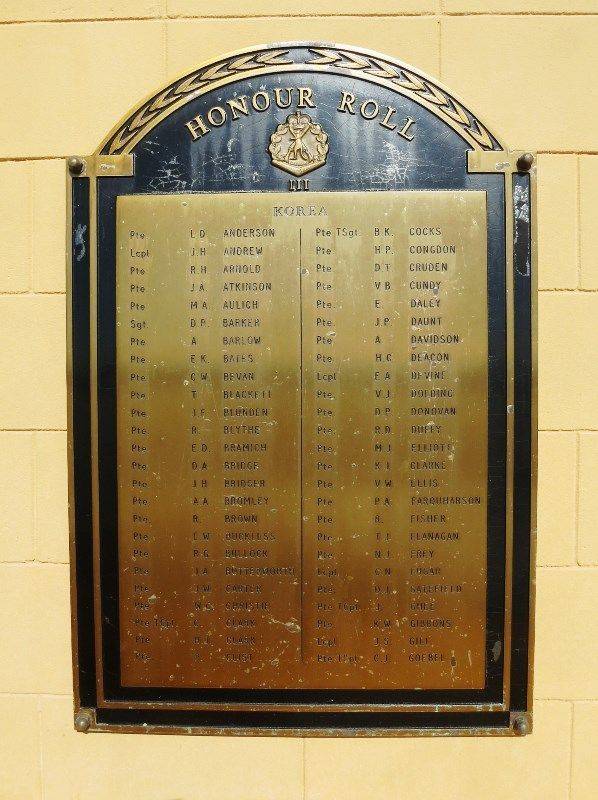 HONOUR ROLL
III
KOREA
Pte L.D. ANDERSON
Lcpl J.H. ANDREW
Pte R.H. ARNOLD
Pte J.A. ATKINSON
Pte M.A. AULICH
Sgt D.P. BARKER
Pte A. BARLOW
Pte E.K. BATES
Pte C.W. BEVAN
Pte T. BLACKETT
Pte BLUNDEN
Pte R. BLYTHE
Pte E.D. BRAMICH
Pte D.A. BRIDGE
Pte J.H. BRIDGER
Pte A.A. BROMLEY
Pte R. BROWN
Pte BUCKLESS
Pte BULLOCK
Pte BUTTERWORTH
Pte CARTER
Pte CHRISTIE
Pte TCpl CLARK
Pte CLARK
Pte CLIST
Pte TSgt B.K. COCKS
Pte H.P. CONGDON
Pte D.T. CRUDEN
Pte V.B. CUNDY
Pte E. DALEY
Pte J.P. DAUNT
Pte A. DAVIDSON
Pte H.G. DEACON
Lcpl E.A. DEVINE
Pte V.J. DODDING
Pte D.P. DONOVAN
Pte R.D. DUFFY
Pte M.J. ELLIOTT
Pte CLARKE
Pte V.W. ELLIS
Pte P.A. FARQUHARSON
Pte FISHER
Pte FLANAGAN
Pte N.J. FREY
Lcpl
Pte GATEFIELD
Pte TCpl J.
Pte K.W. GIBBONS
Lcpl J.S. GILL
Pte TCpl C.J. GOEBEL